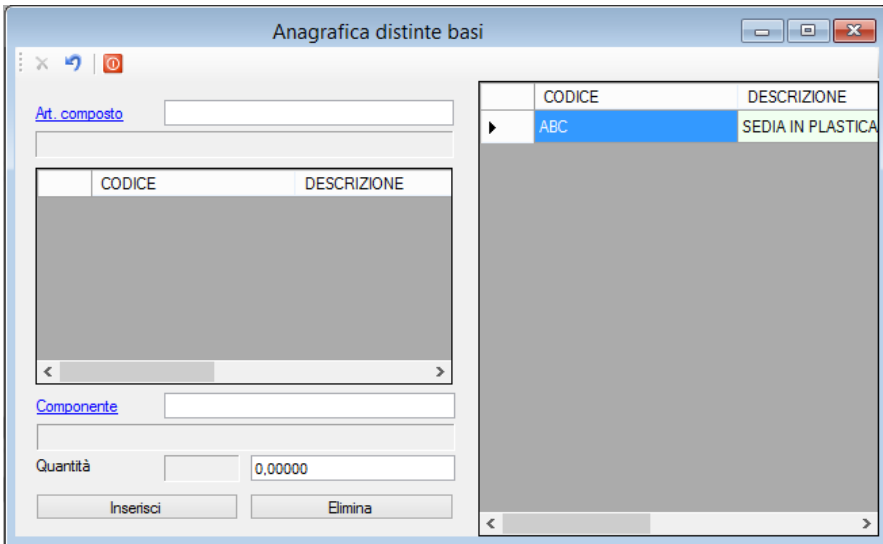 Anagrafica distinte basi
Art. composto
CODICE DESCRIZIONE
Componente
Quantità 0,00000
Inserisci Elimina
CODICE DESCRIZIONE
ABC SEDIA IN PLASTICA